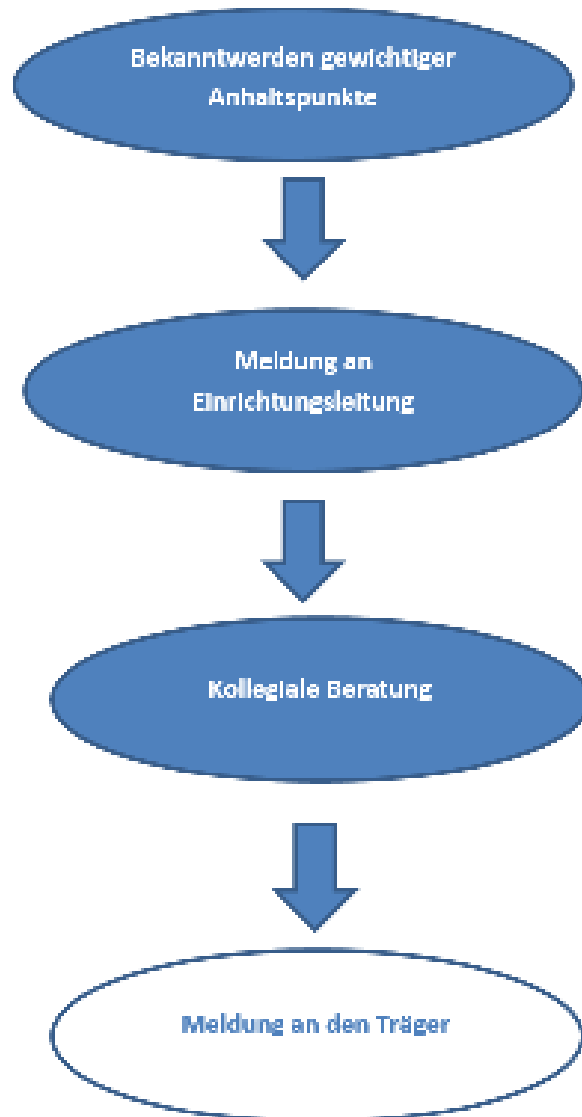 Bekanntwerden gewichtiger
Anhaltspunkte
Meldung an
Einrichtungsleitung
Kollegiale Beratung
Meldung an den Träger